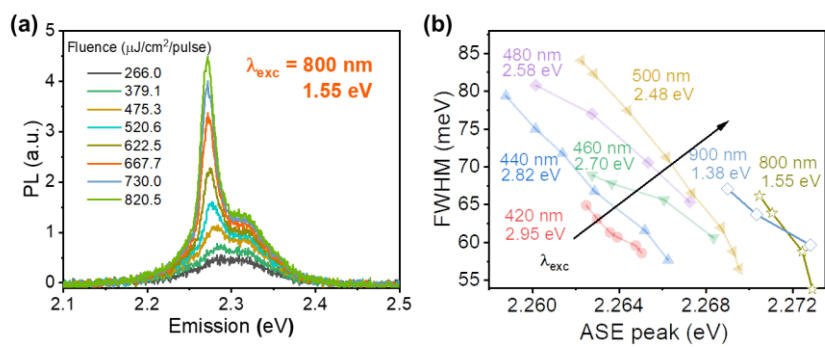 (a)
Fluence (μJ/cm²/pulse)
266.0
379.1
475.3
520.6
622.5
667.7
730.0
820.5
λexc = 800 nm
1.55 eV
PL (a.u.)
5
4
3
2
1
0
2.1 2.2 2.3 2.4 2.5
Emission (eV)
(b)
FWHM (meV)
85
80
75
70
65
60
55
480 nm
2.58 eV
500 nm
2.48 eV
440 nm
2.82 eV
460 nm
2.70 eV
900 nm
1.38 eV
800 nm
1.55 eV
420 nm
2.95 eV
λexc
2.260 2.264 2.268 2.272
ASE peak (eV)